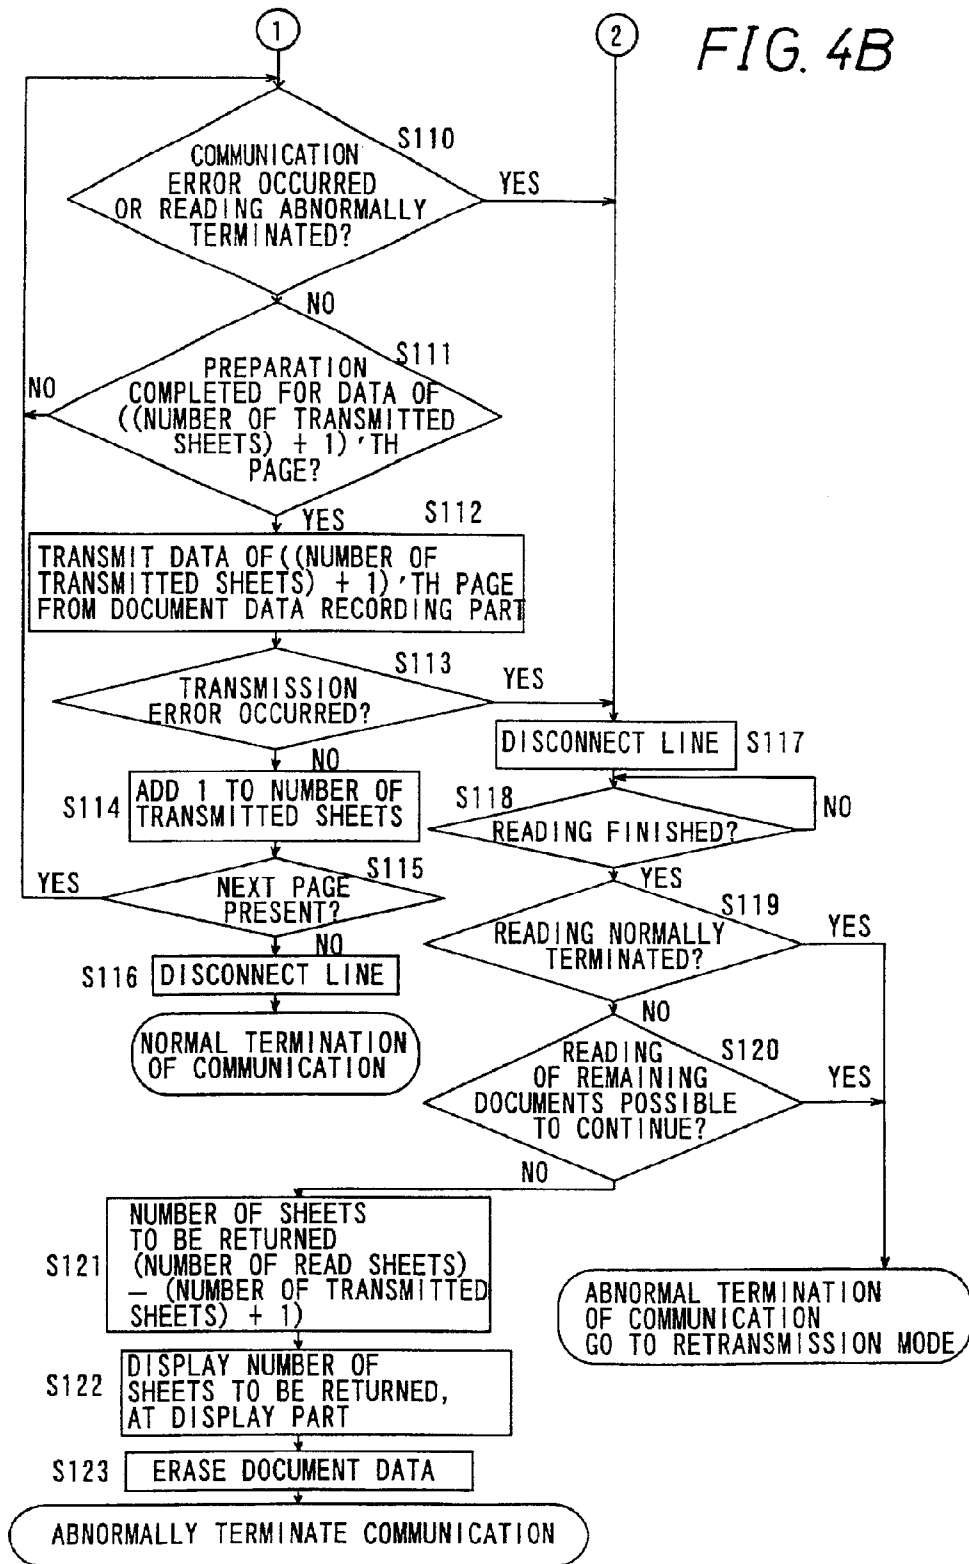 1
2
FIG. 4B
S110
COMMUNICATION
ERROR OCCURRED
OR READING ABNORMALLY
TERMINATED?
YES
NO
S111
PREPARATION
COMPLETED FOR DATA OF
((NUMBER OF TRANSMITTED
SHEETS) + 1)'TH
PAGE?
NO
YES
S112
TRANSMIT DATA OF((NUMBER OF
TRANSMITTED SHEETS) + 1)'TH PAGE
FROM DOCUMENT DATA RECORDING PART
S113
TRANSMISSION
ERROR OCCURRED?
YES
NO
S114
ADD 1 TO NUMBER OF
TRANSMITTED SHEETS
S115
NEXT PAGE
PRESENT?
YES
NO
S116
DISCONNECT LINE
NORMAL TERMINATION
OF COMMUNICATION
DISCONNECT LINE
S117
S118
READING FINISHED?
NO
YES
S119
READING NORMALLY
TERMINATED?
YES
NO
S120
READING
OF REMAINING
DOCUMENTS POSSIBLE
TO CONTINUE?
YES
NO
S121
NUMBER OF SHEETS
TO BE RETURNED
(NUMBER OF READ SHEETS)
– (NUMBER OF TRANSMITTED
SHEETS) + 1)
ABNORMAL TERMINATION
OF COMMUNICATION
GO TO RETRANSMISSION MODE
S122
DISPLAY NUMBER OF
SHEETS TO BE RETURNED,
AT DISPLAY PART
S123
ERASE DOCUMENT DATA
ABNORMALLY TERMINATE COMMUNICATION